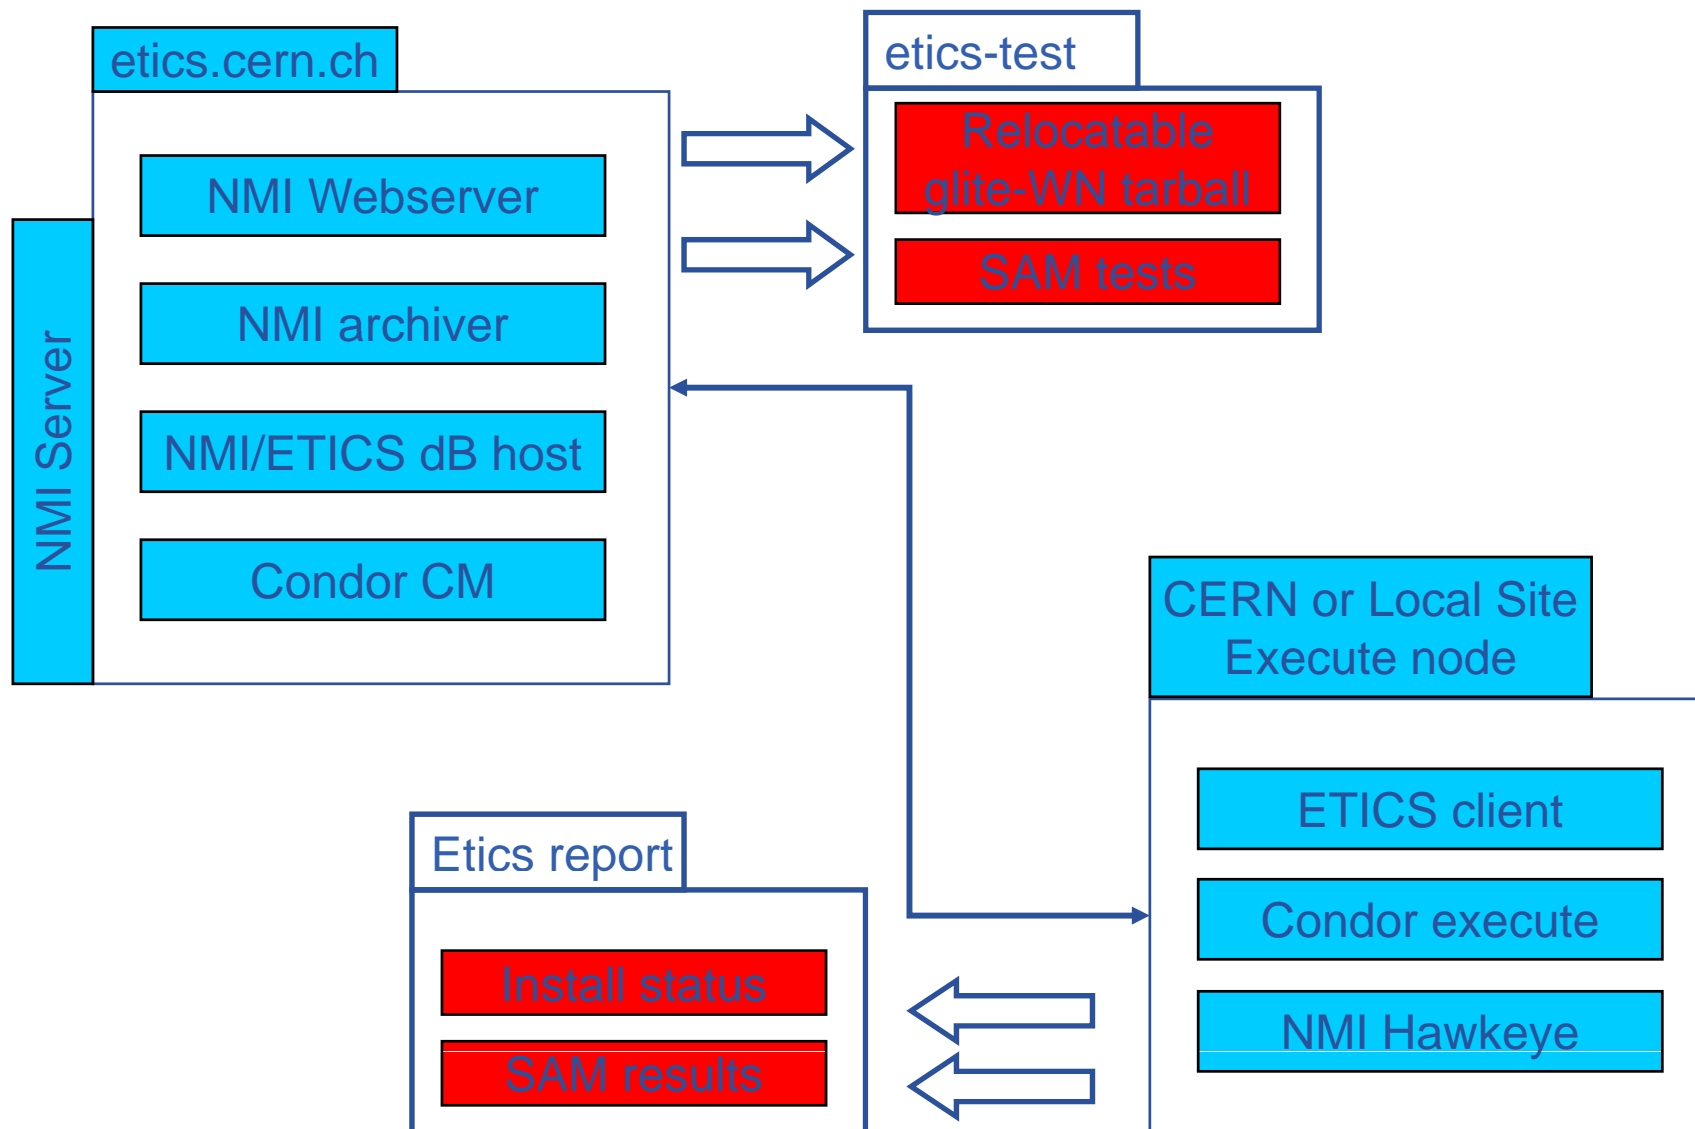 etics.cern.ch
NMI Server
NMI Webserver
NMI archiver
NMI/ETICS dB host
Condor CM
etics-test
Relocatable
glite-WN tarball
SAM tests
CERN or Local Site
Execute node
ETICS client
Condor execute
NMI Hawkeye
Etics report
Install status
SAM results